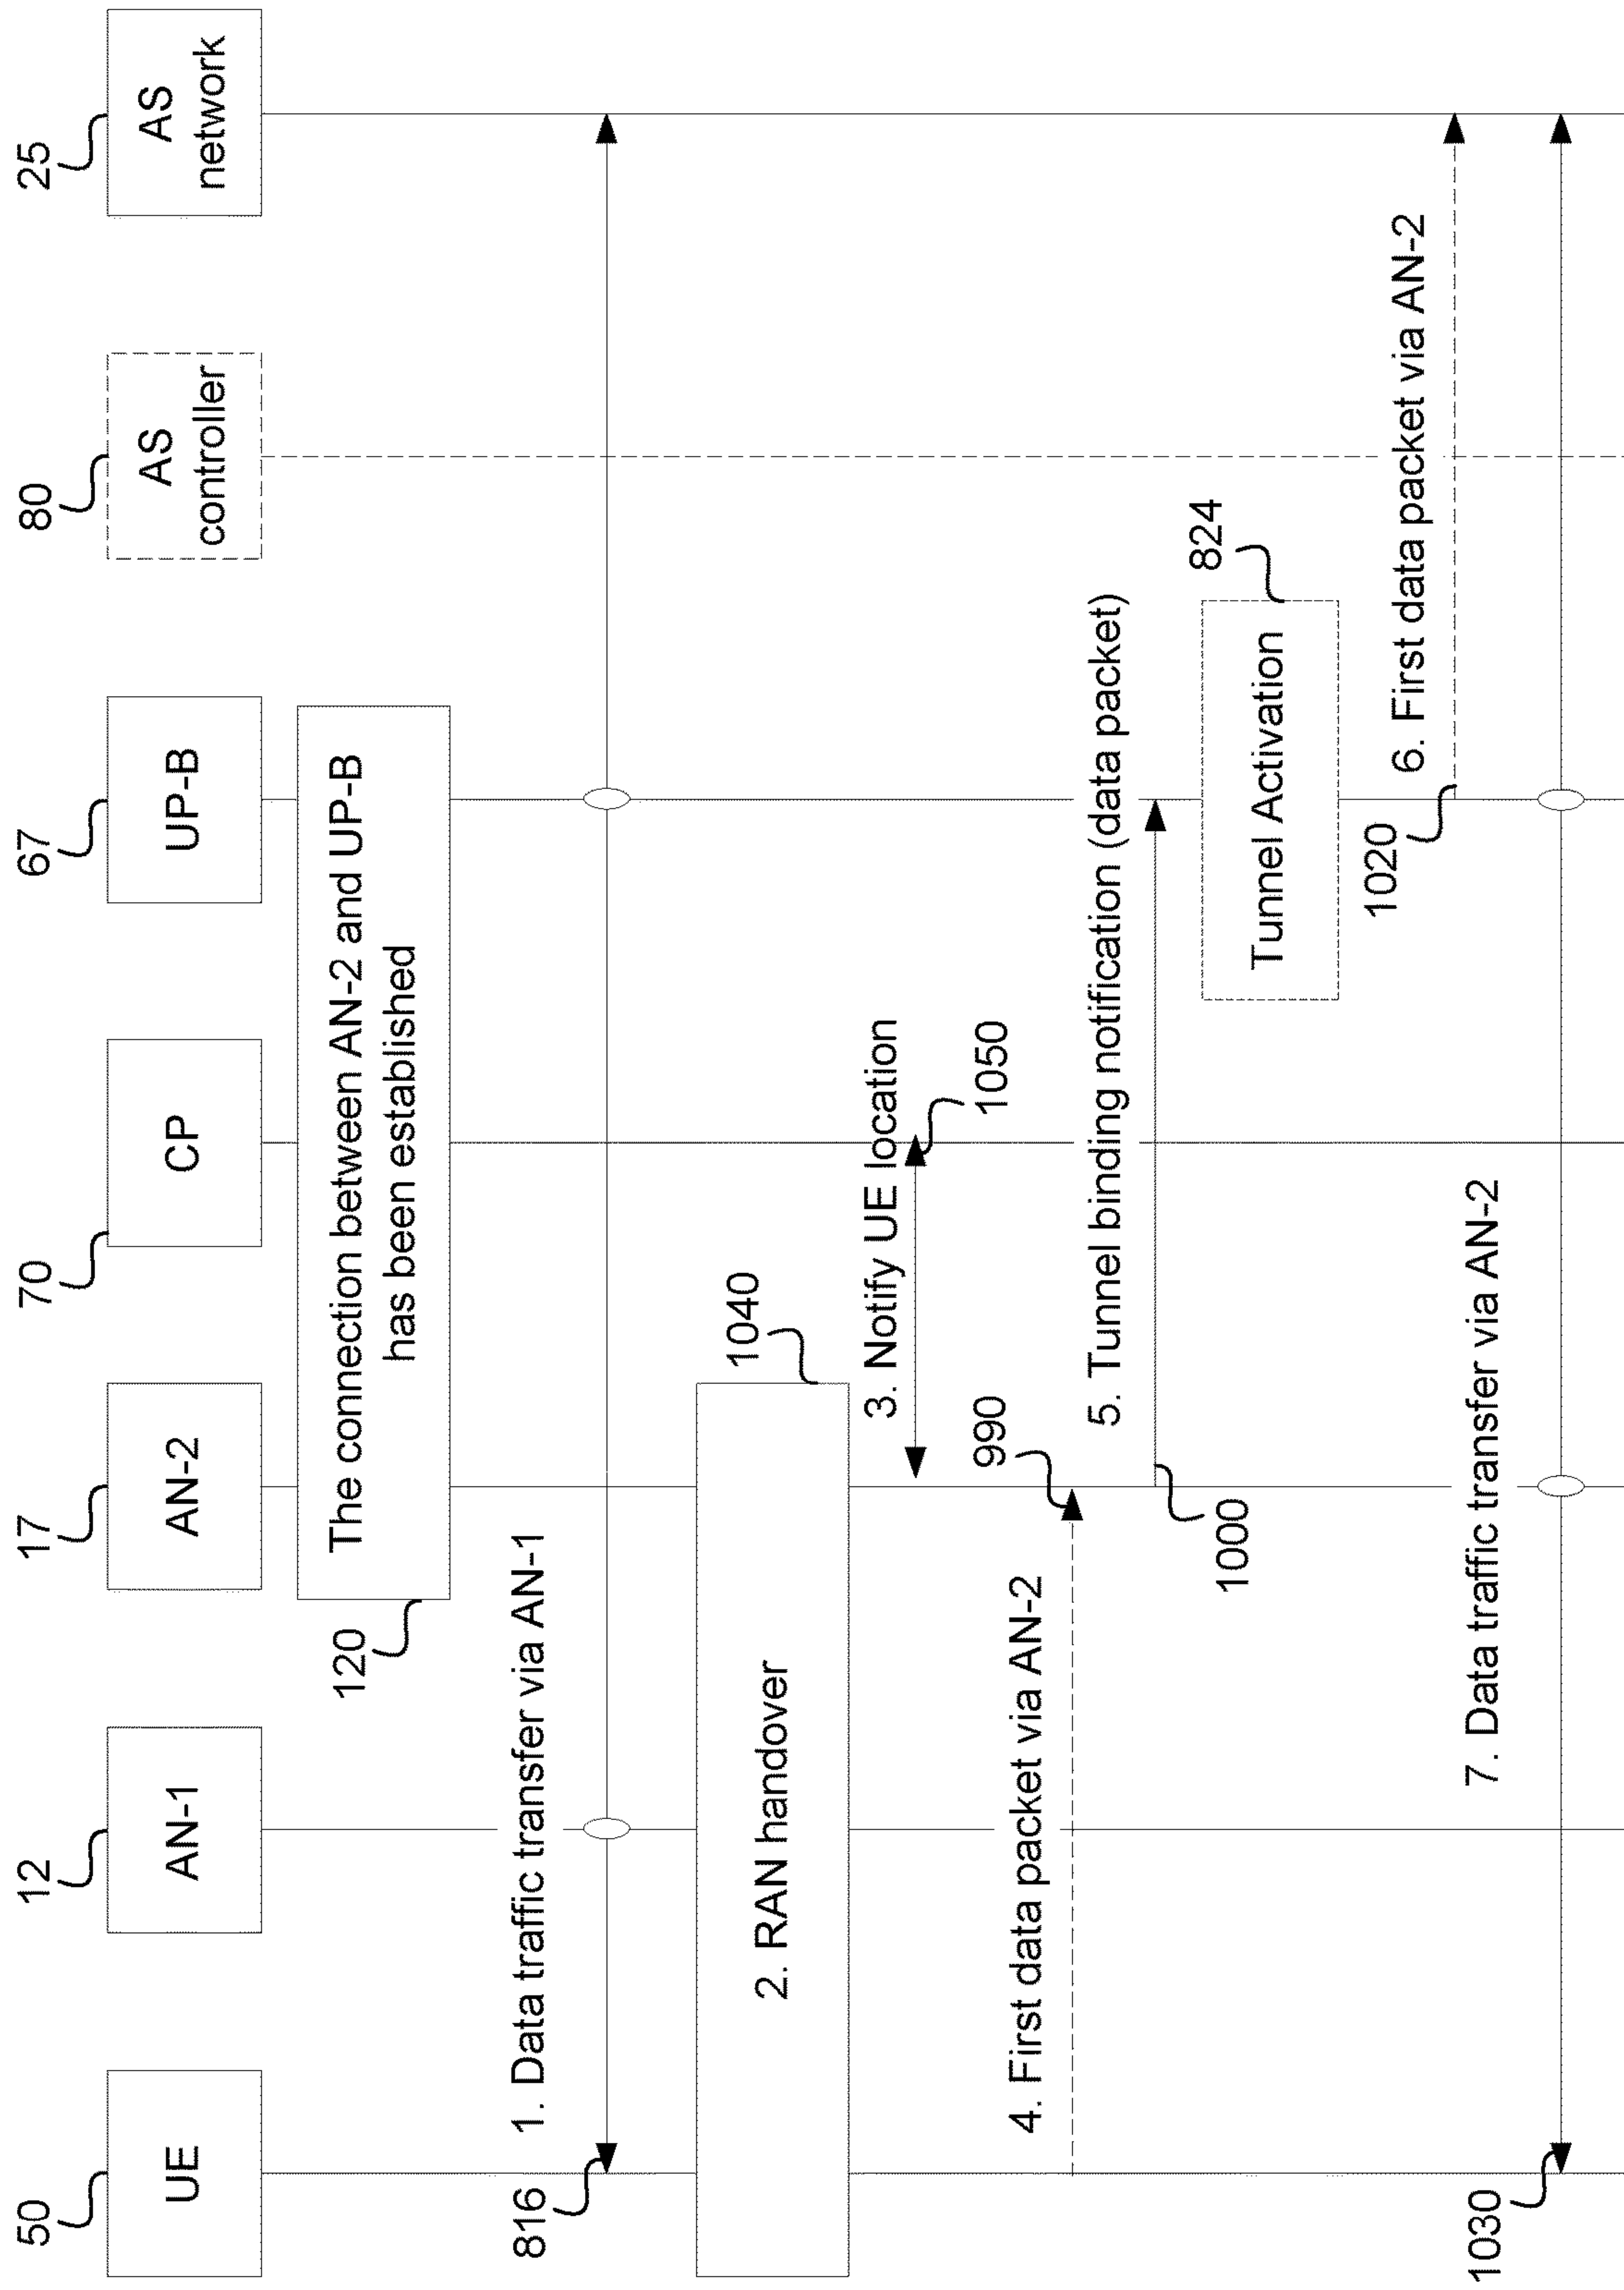 50
UE
12
AN-1
17
AN-2
70
CP
67
UP-B
80
AS
controller
25
AS
network
120
The connection between AN-2 and UP-B
has been established
816
1. Data traffic transfer via AN-1
2. RAN handover
1040
3. Notify UE location
1050
990
4. First data packet via AN-2
5. Tunnel binding notification (data packet)
1000
824
Tunnel Activation
6. First data packet via AN-2
1020
7. Data traffic transfer via AN-2
1030